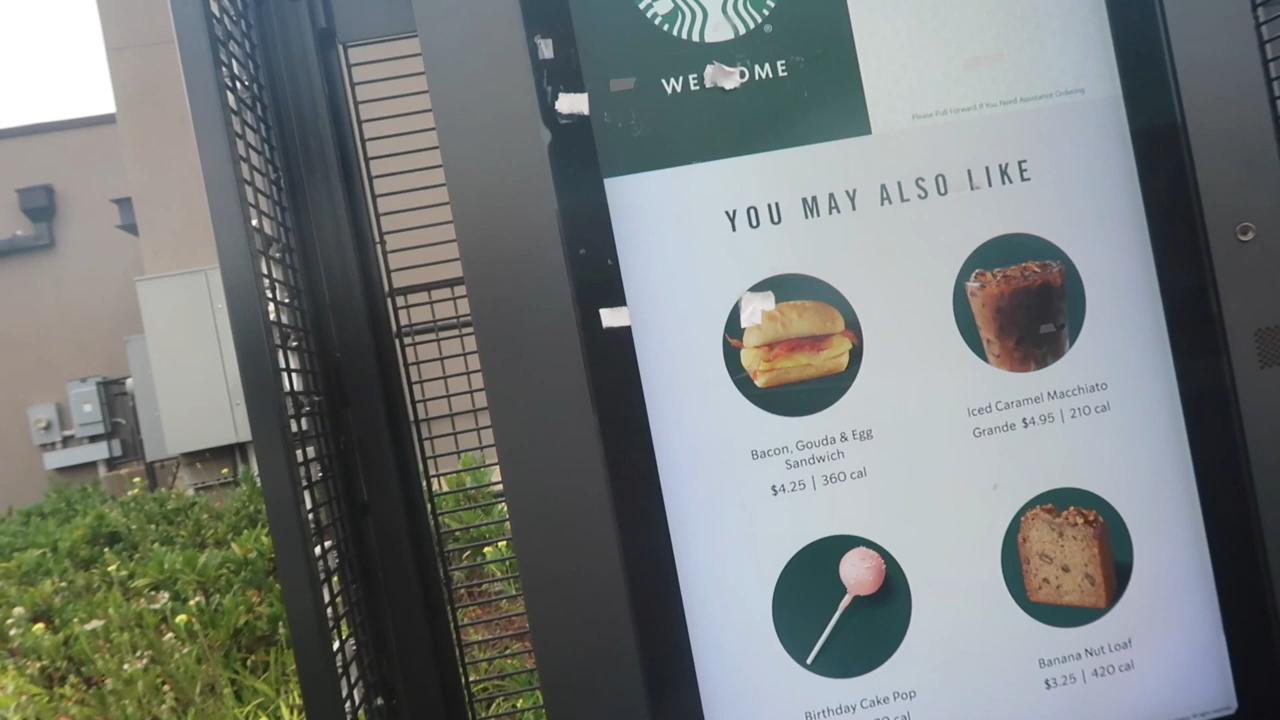 WE OME
Please Pull Forward If You Need Assistance Ordering
YOU MAY ALSO LIKE
Bacon, Gouda & Egg
Sandwich
$4.25 | 360 cal
Iced Caramel Macchiato
Grande $4.95 | 210 cal
Birthday Cake Pop
cal
Banana Nut Loaf
$3.25 | 420 cal